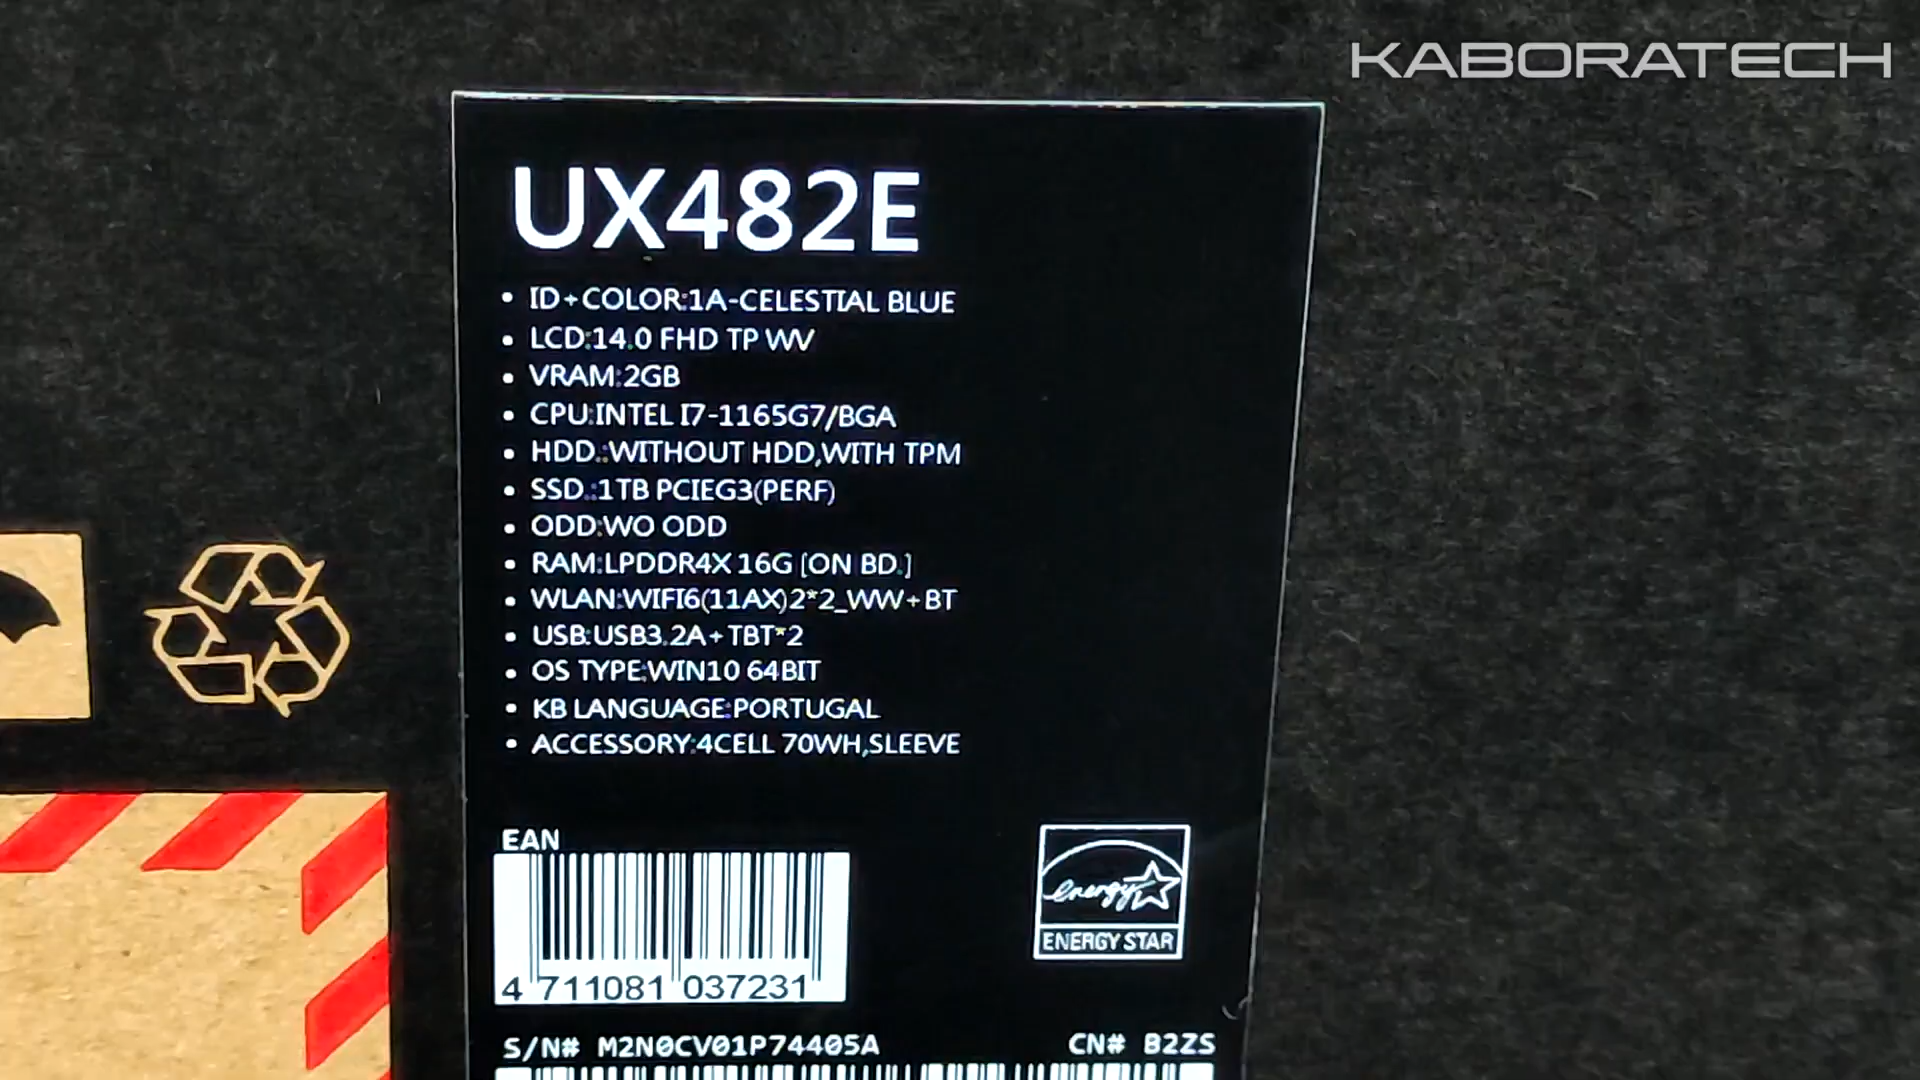 KABORATECH
UX482E
• ID+COLOR:1A-CELESTIAL BLUE
• LCD:14.0 FHD TP WV
• VRAM:2GB
• CPU:INTEL I7-1165G7/BGA
• HDD.:WITHOUT HDD,WITH TPM
• SSD.:1TB PCIEG3(PERF)
• ODD:WO ODD
• RAM:LPDDR4X 16G [ON BD.]
• WLAN:WIFI6(11AX)2*2_WW+BT
• USB:USB3.2A+TBT*2
• OS TYPE:WIN10 64BIT
• KB LANGUAGE:PORTUGAL
• ACCESSORY:4CELL 70WH,SLEEVE
EAN
4 711081 037231
energy
ENERGY STAR
S/N# M2N0CV01P74405A CN# B2ZS